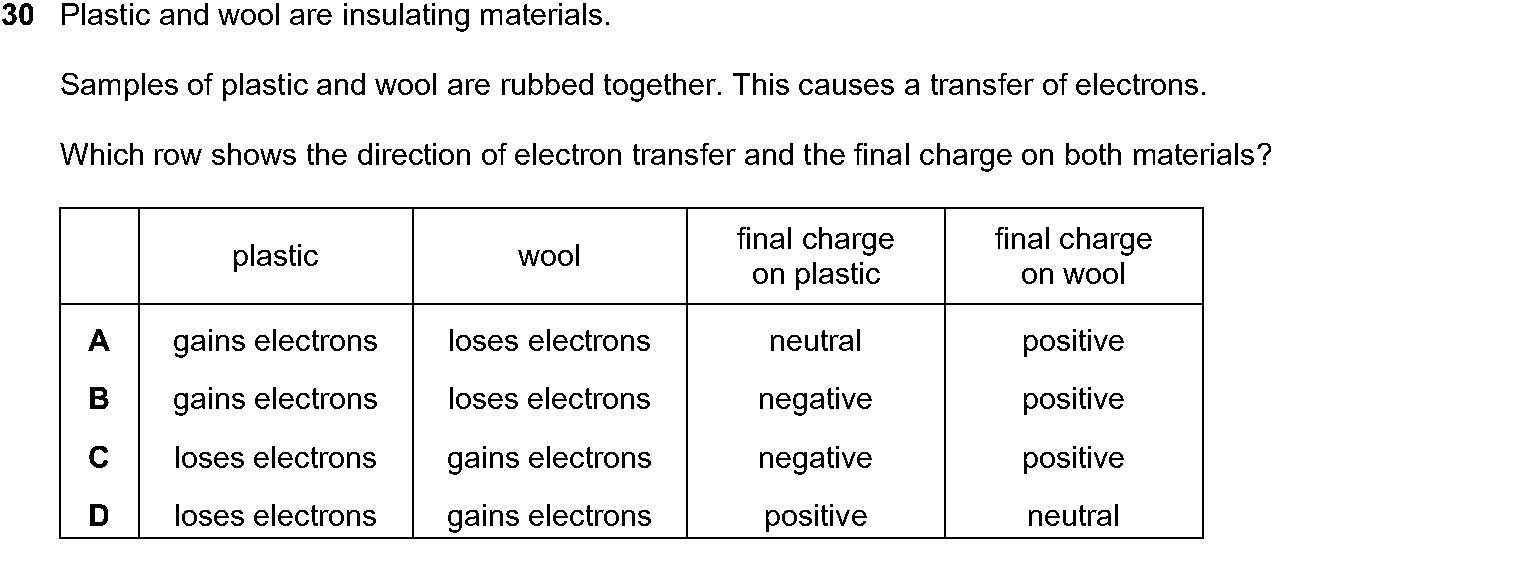 30 Plastic and wool are insulating materials.
Samples of plastic and wool are rubbed together. This causes a transfer of electrons.
Which row shows the direction of electron transfer and the final charge on both materials?
plastic wool final charge on plastic final charge on wool
A gains electrons loses electrons neutral positive
B gains electrons loses electrons negative positive
C loses electrons gains electrons negative positive
D loses electrons gains electrons positive neutral